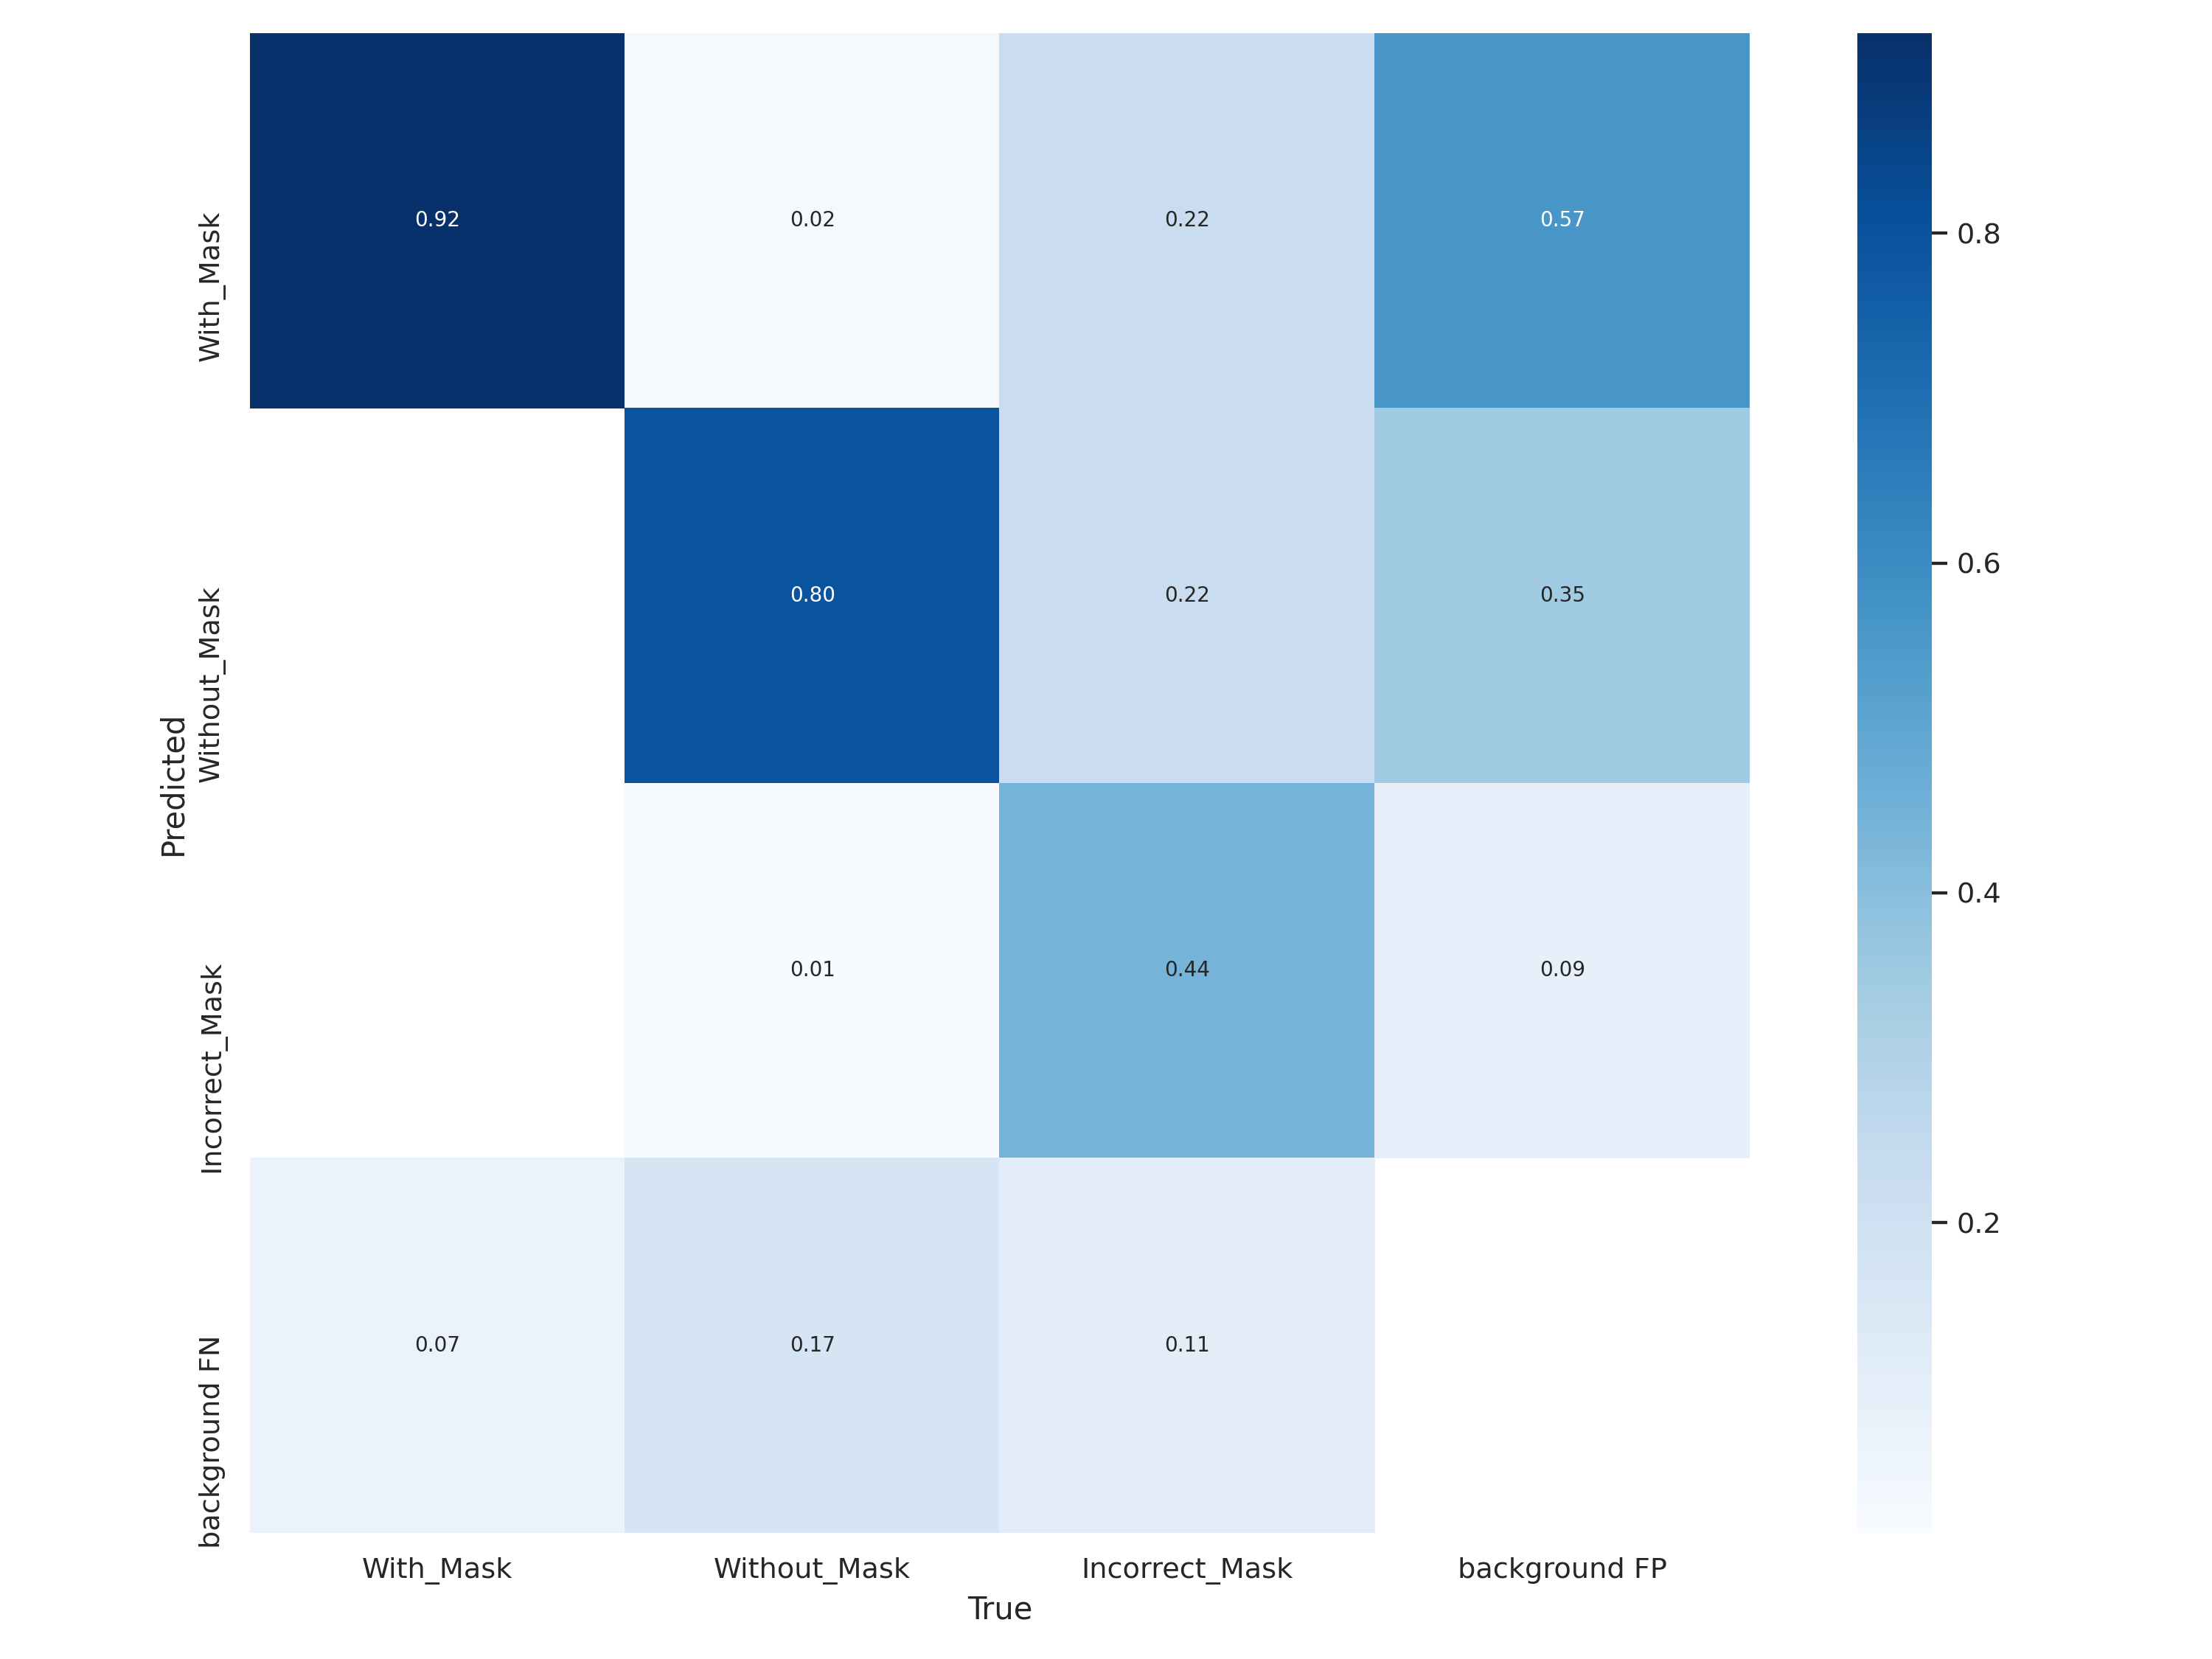 With_Mask
0.92
0.02
0.22
0.57
Without_Mask
0.80
0.22
0.35
Incorrect_Mask
0.01
0.44
0.09
background FN
0.07
0.17
0.11
Predicted
With_Mask
Without_Mask
Incorrect_Mask
background FP
True
0.8
0.6
0.4
0.2